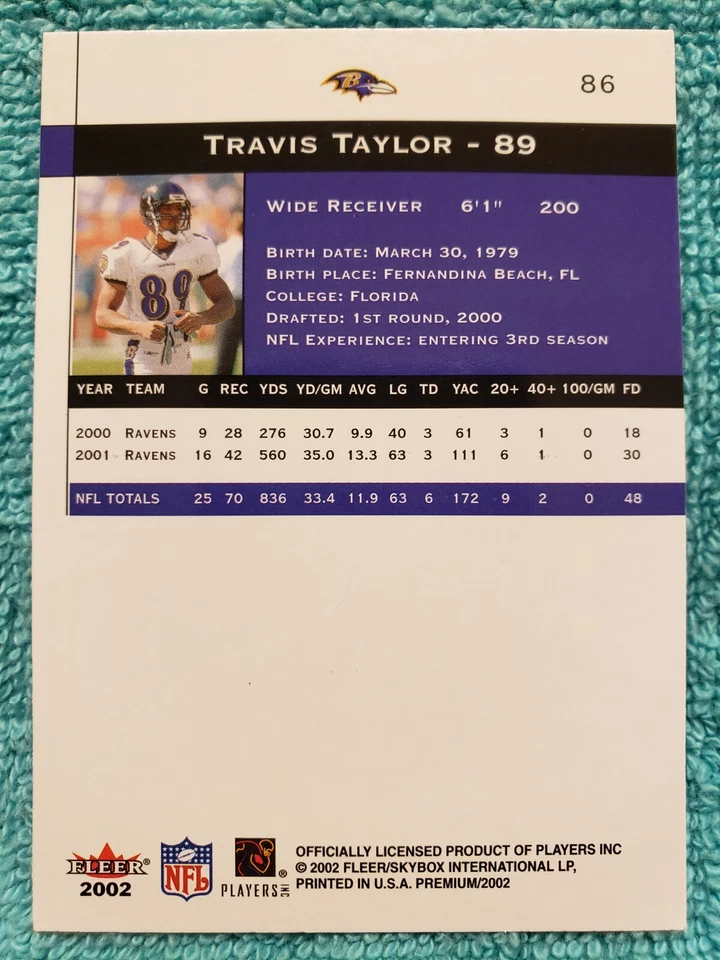 B
86
TRAVIS TAYLOR - 89
89
WIDE RECEIVER 6'1" 200
BIRTH DATE: MARCH 30, 1979
BIRTH PLACE: FERNANDINA BEACH, FL
COLLEGE: FLORIDA
DRAFTED: 1ST ROUND, 2000
NFL EXPERIENCE: ENTERING 3RD SEASON
YEAR TEAM G REC YDS YD/GM AVG LG TD YAC 20+ 40+ 100/GM FD
2000 RAVENS 9 28 276 30.7 9.9 40 3 61 3 1 0 18
2001 RAVENS 16 42 560 35.0 13.3 63 3 111 6 1 0 30
NFL TOTALS 25 70 836 33.4 11.9 63 6 172 9 2 0 48
FLEER®
2002
NFL
PLAYERS INC ®
OFFICIALLY LICENSED PRODUCT OF PLAYERS INC
© 2002 FLEER/SKYBOX INTERNATIONAL LP,
PRINTED IN U.S.A. PREMIUM/2002